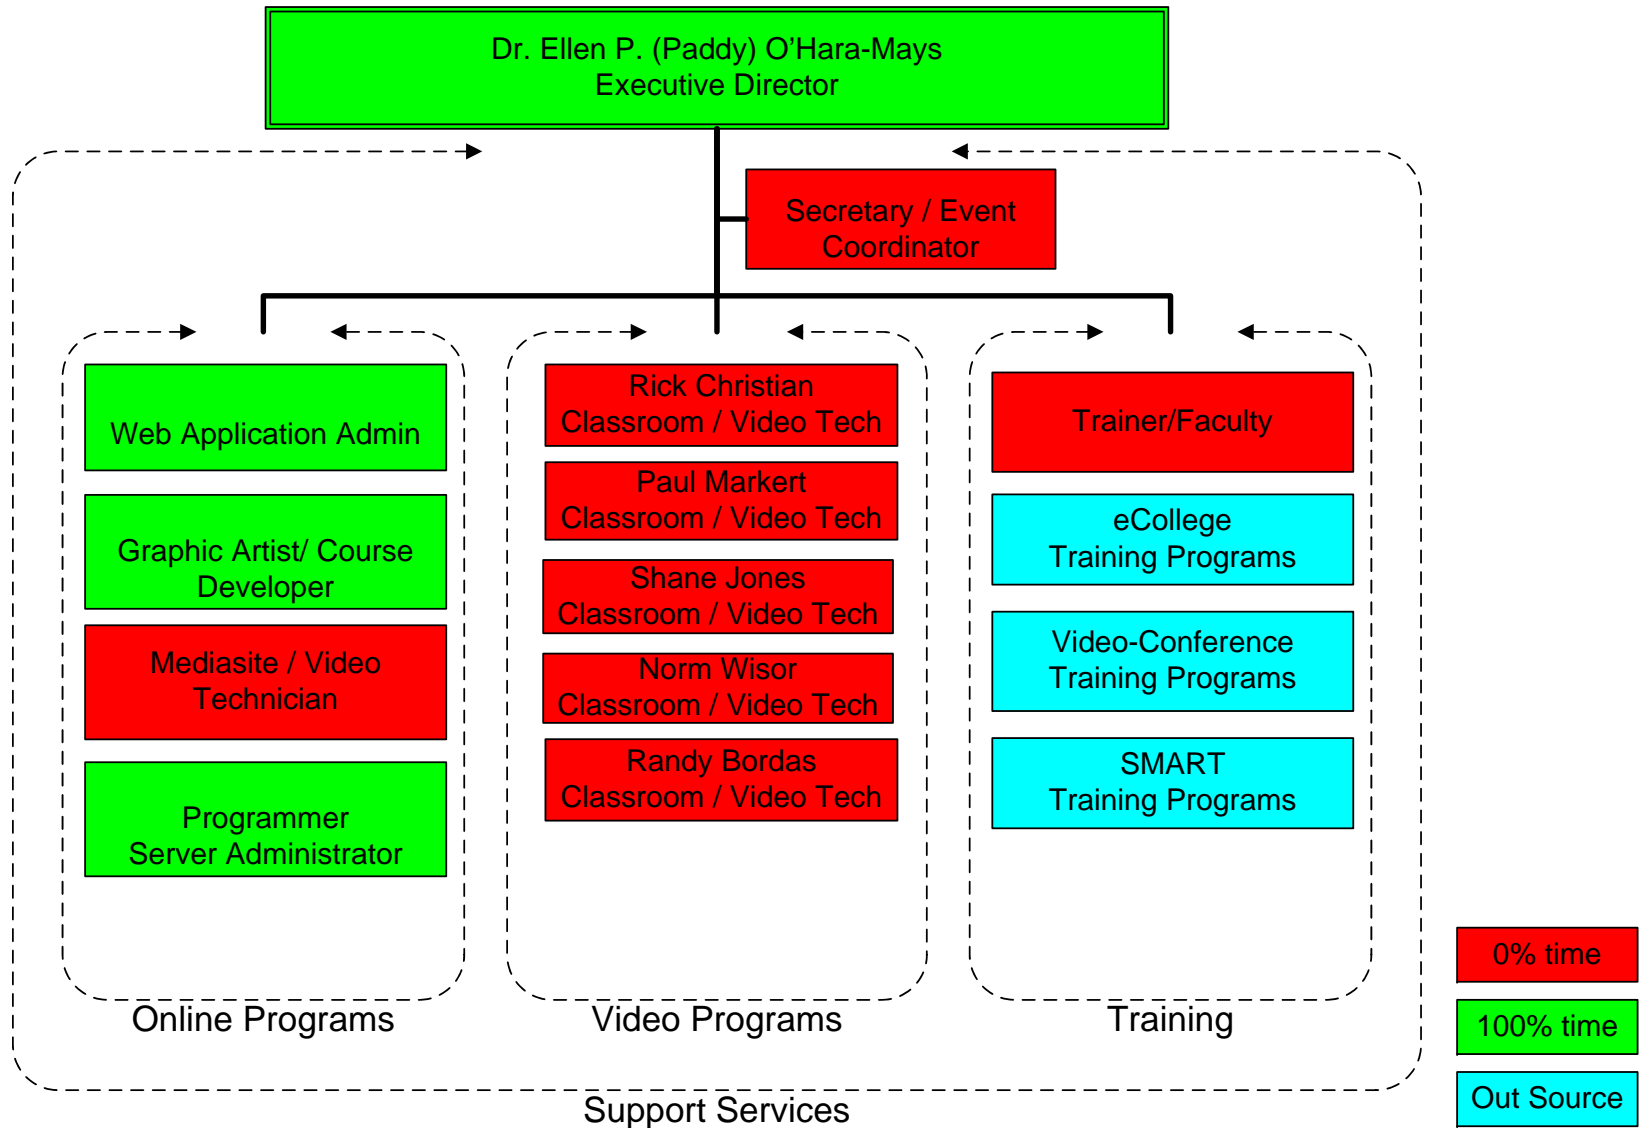 Dr. Ellen P. (Paddy) O’Hara-Mays
Executive Director
Secretary / Event
Coordinator
Web Application Admin
Graphic Artist/ Course
Developer
Mediasite / Video
Technician
Programmer
Server Administrator
Online Programs
Rick Christian
Classroom / Video Tech
Paul Markert
Classroom / Video Tech
Shane Jones
Classroom / Video Tech
Norm Wisor
Classroom / Video Tech
Randy Bordas
Classroom / Video Tech
Video Programs
Trainer/Faculty
eCollege
Training Programs
Video-Conference
Training Programs
SMART
Training Programs
Training
Support Services
0% time
100% time
Out Source